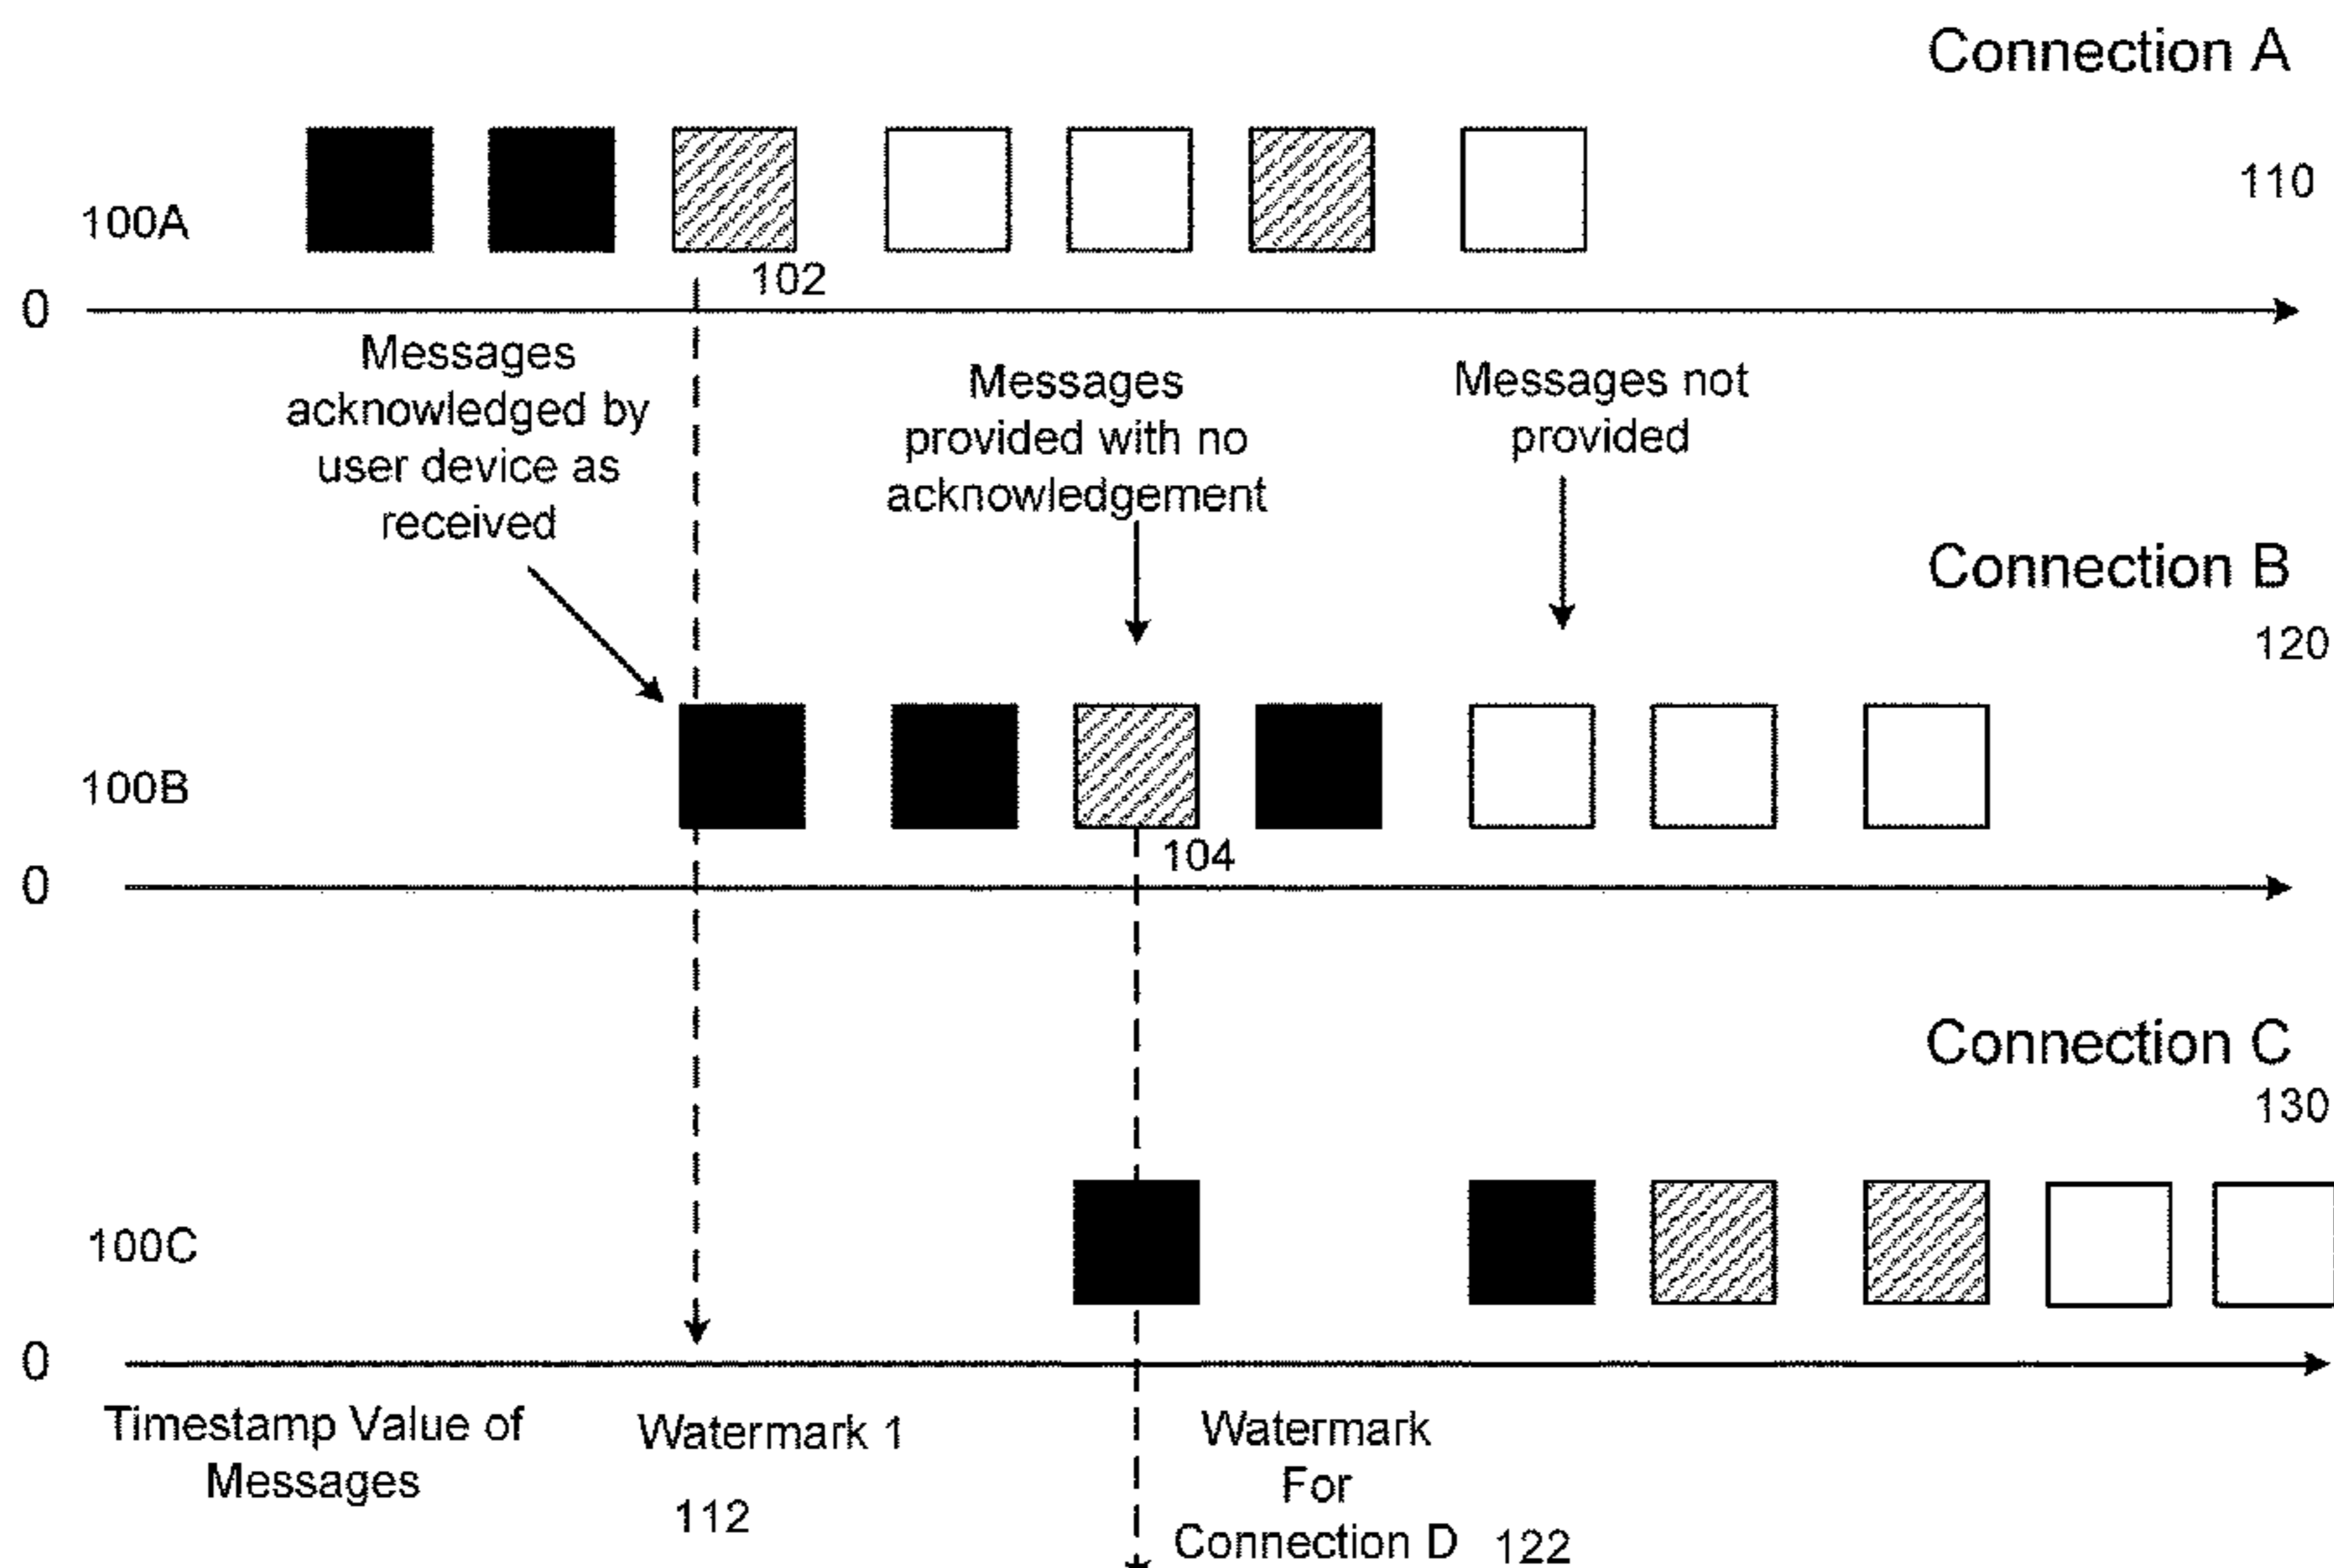 Connection A
110
100A
102
0
Messages
acknowledged by
user device as
received
Messages
provided with no
acknowledgement
Messages not
provided
Connection B
120
100B
104
0
Connection C
130
100C
0
Timestamp Value of
Messages
Watermark 1
112
Watermark
For
Connection D
122